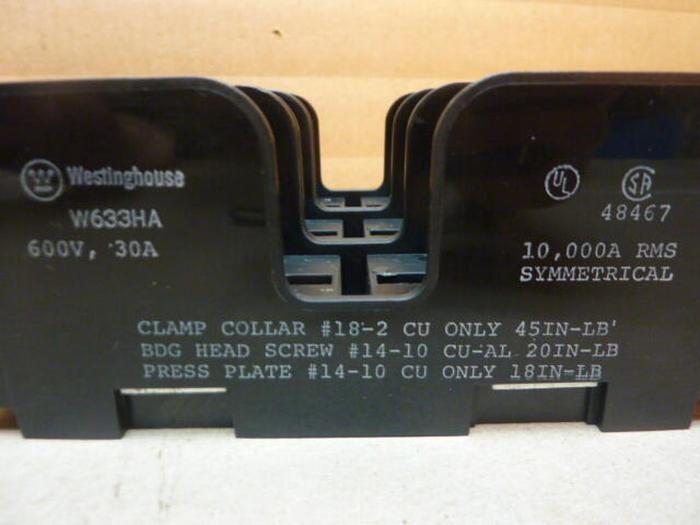 Westinghouse
W633HA
600V, 30A
UL
SA
48467
10,000A RMS
SYMMETRICAL
CLAMP COLLAR #18-2 CU ONLY 45IN-LB
BDG HEAD SCREW #14-10 CU-AL 20IN-LB
PRESS PLATE #14-10 CU ONLY 18IN-LB